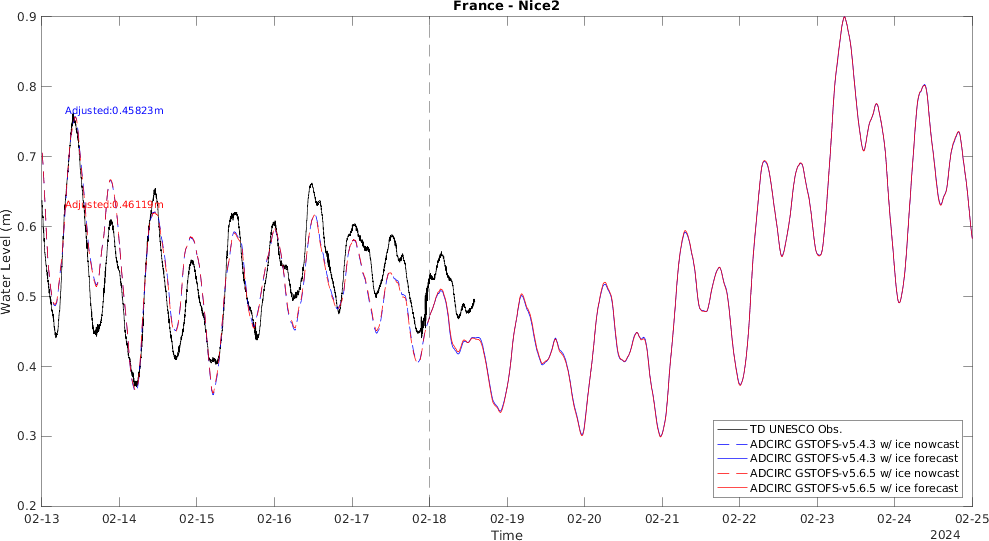 France - Nice2
0.9
0.8
0.7
0.6
0.5
0.4
0.3
0.2
Water Level (m)
Adjusted:0.45823m
Adjusted:0.46119m
TD UNESCO Obs.
ADCIRC GSTOFS-v5.4.3 w/ ice nowcast
ADCIRC GSTOFS-v5.4.3 w/ ice forecast
ADCIRC GSTOFS-v5.6.5 w/ ice nowcast
ADCIRC GSTOFS-v5.6.5 w/ ice forecast
02-13 02-14 02-15 02-16 02-17 02-18 02-19 02-20 02-21 02-22 02-23 02-24 02-25
Time
2024